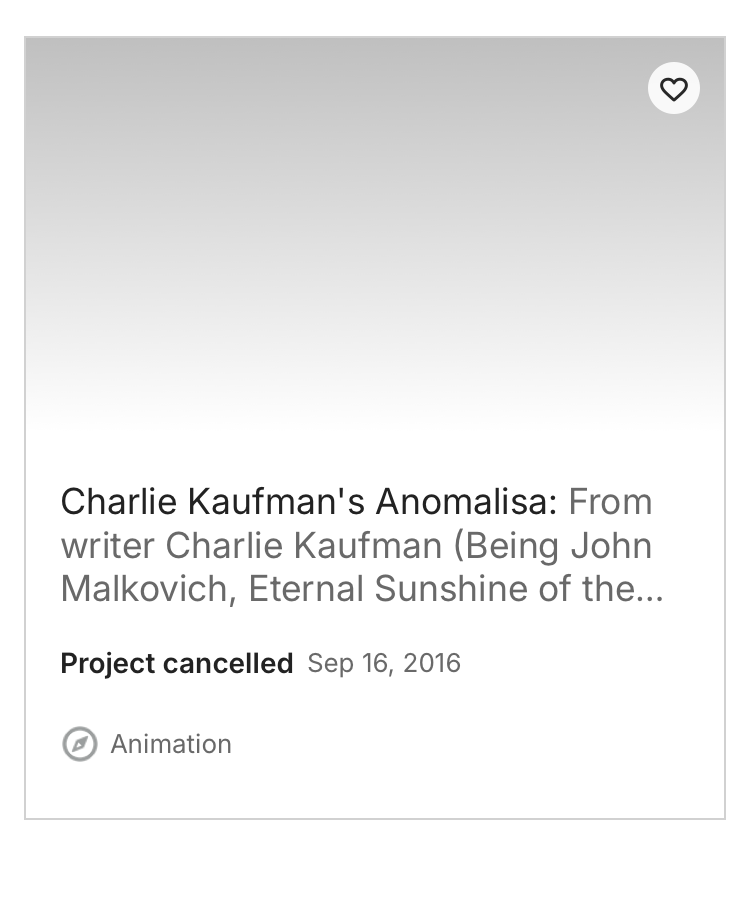 Charlie Kaufman's Anomalisa: From
writer Charlie Kaufman (Being John
Malkovich, Eternal Sunshine of the...
Project cancelled Sep 16, 2016
Animation